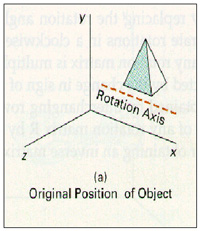 y
Rotation Axis
z
x
(a)
Original Position of Object